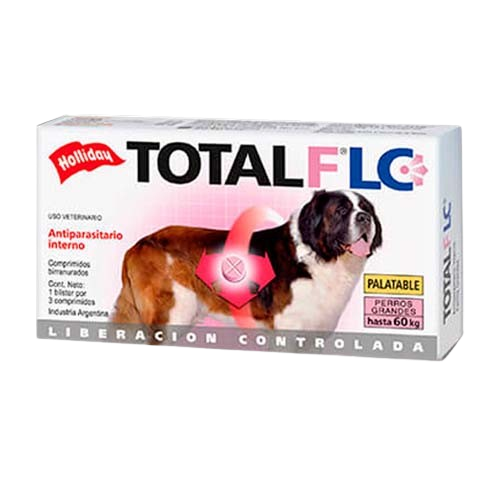 Holliday
TOTAL F® LC
USO VETERINARIO
Antiparasitario
interno
Comprimidos
birranurados
Cont. Neto:
1 blister por
3 comprimidos
Industria Argentina
PALATABLE
PERROS
GRANDES
hasta 60 kg
LIBERACION CONTROLADA
TOTAL F LC